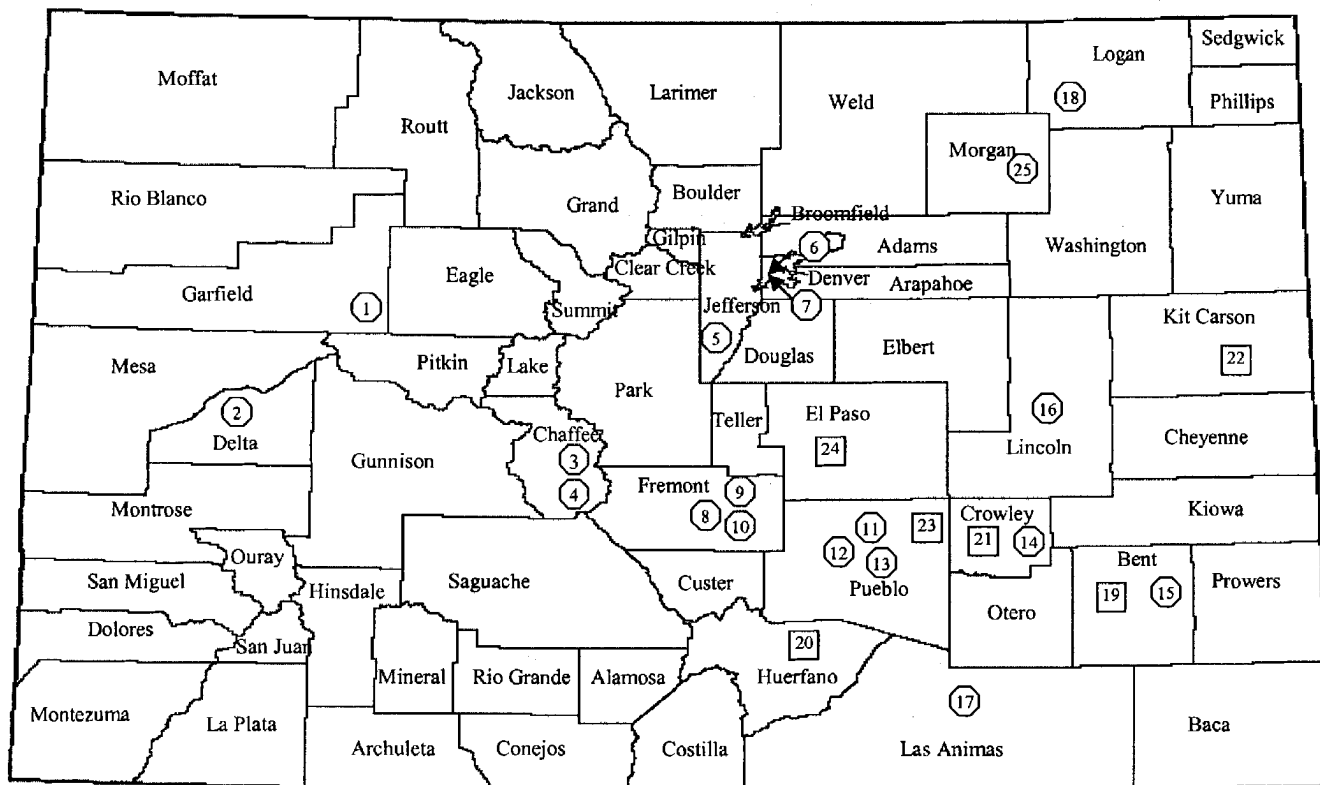 Moffat
Routt
Jackson
Larimer
Weld
Logan
18
Sedgwick
Phillips
Morgan
25
Rio Blanco
Grand
Boulder
Broomfield
Yuma
Gilpin
6
Adams
Washington
Eagle
Clear Creek
Denver
Arapahoe
Garfield
1
Summit
Jefferson
7
5
Kit Carson
22
Mesa
Pitkin
Lake
Douglas
Elbert
Park
2
Delta
Teller
El Paso
16
Lincoln
Cheyenne
Chaffee
3
24
Gunnison
4
Fremont
9
8
10
Montrose
Kiowa
Crowley
11
23
21
14
12
13
Pueblo
Ouray
Bent
San Miguel
Hinsdale
Saguache
Custer
19
15
Prowers
Otero
Dolores
San Juan
20
Mineral
Rio Grande
Alamosa
Huerfano
17
Montezuma
La Plata
Archuleta
Conejos
Costilla
Las Animas
Baca